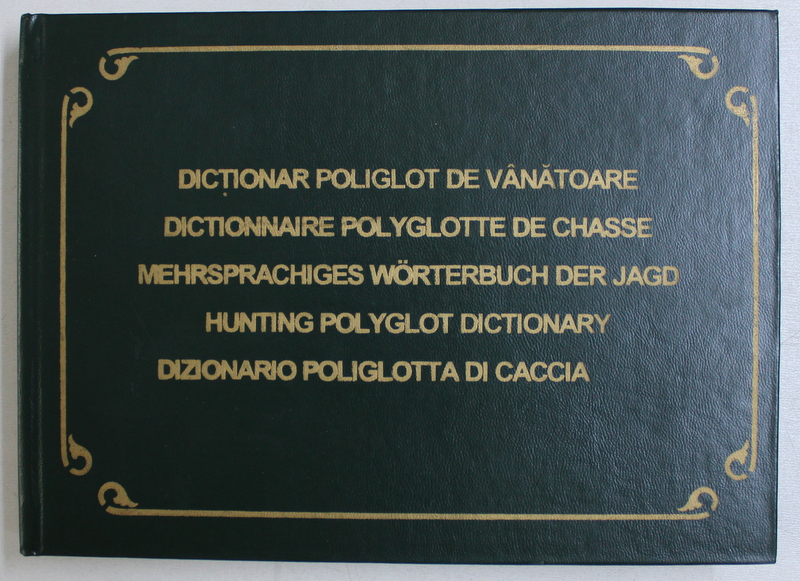 DICȚIONAR POLIGLOT DE VÂNĂTOARE
DICTIONNAIRE POLYGLOTTE DE CHASSE
MEHRSPRACHIGES WÖRTERBUCH DER JAGD
HUNTING POLYGLOT DICTIONARY
DIZIONARIO POLIGLOTTA DI CACCIA